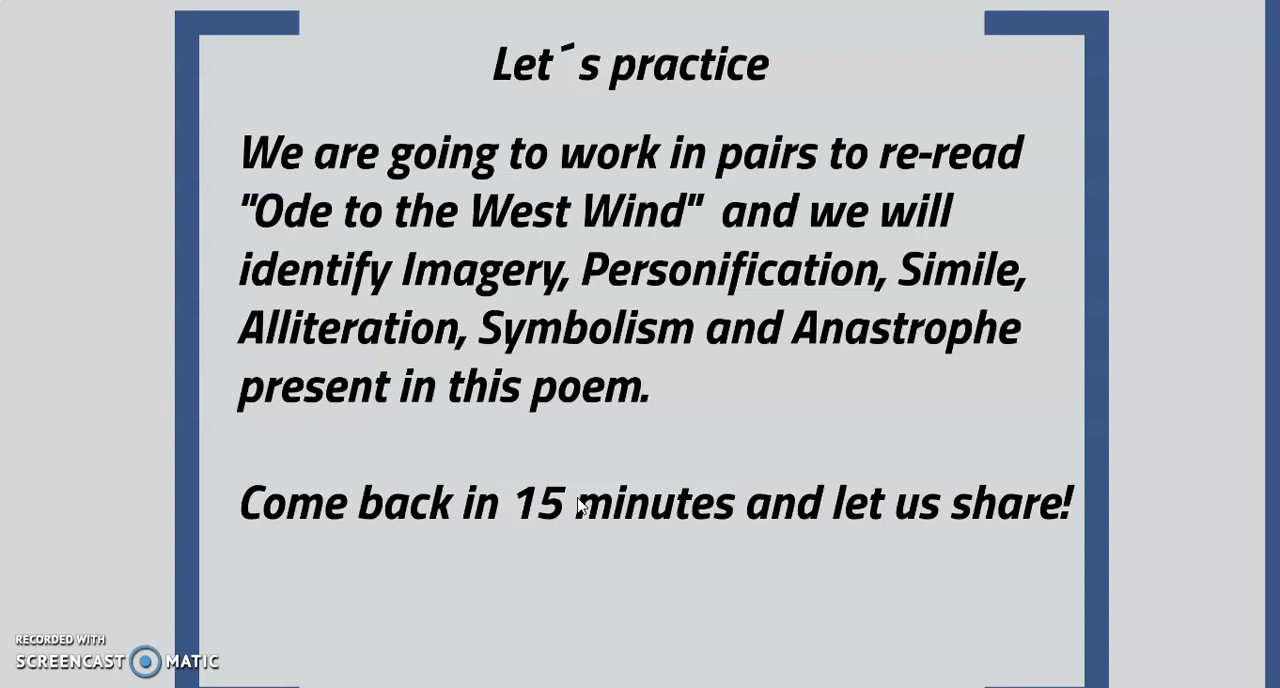 Let´s practice
We are going to work in pairs to re-read
"Ode to the West Wind" and we will
identify Imagery, Personification, Simile,
Alliteration, Symbolism and Anastrophe
present in this poem.
Come back in 15 minutes and let us share!
RECORDED WITH
SCREENCAST MATIC